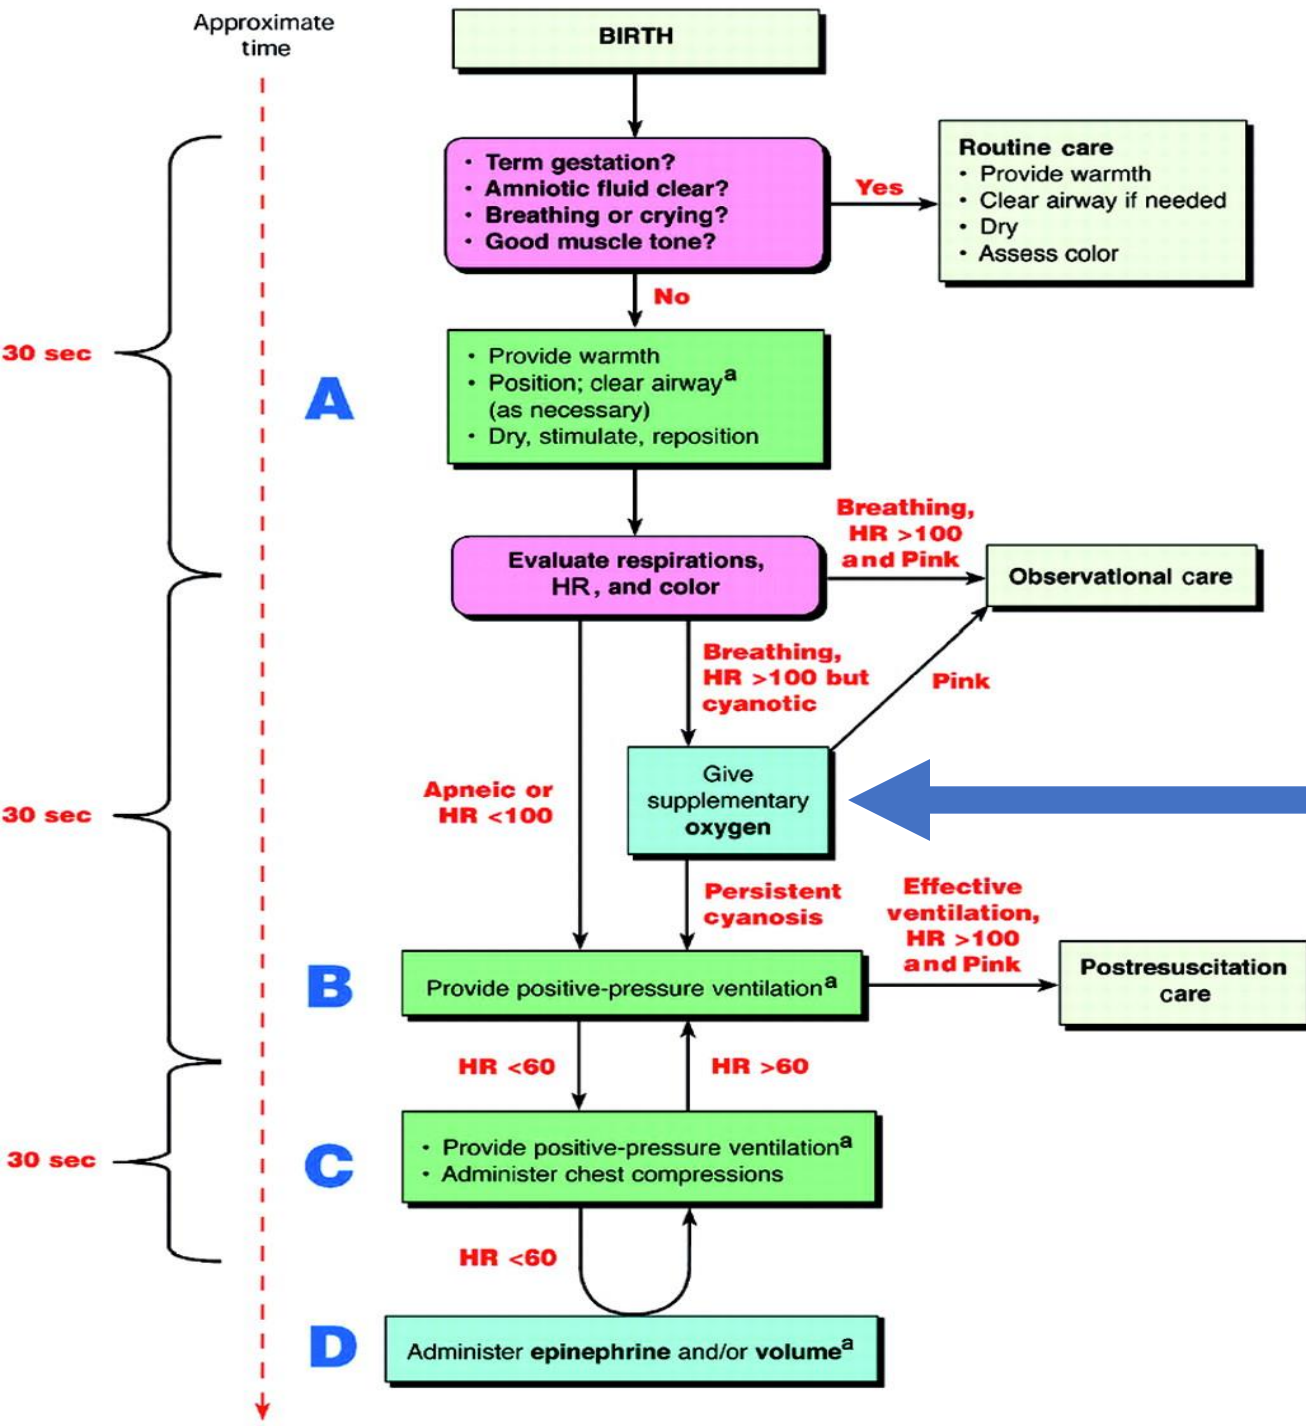 Approximate
time
BIRTH
• Term gestation?
• Amniotic fluid clear?
• Breathing or crying?
• Good muscle tone?
Yes
Routine care
• Provide warmth
• Clear airway if needed
• Dry
• Assess color
No
30 sec
A
• Provide warmth
• Position; clear airwayᵃ
(as necessary)
• Dry, stimulate, reposition
Breathing,
HR >100
and Pink
Evaluate respirations,
HR, and color
Observational care
Breathing,
HR >100 but
cyanotic
Pink
Give
supplementary
oxygen
Apneic or
HR <100
30 sec
Persistent
cyanosis
Effective
ventilation,
HR >100
and Pink
B
Provide positive-pressure ventilationᵃ
Postresuscitation
care
HR <60
HR >60
30 sec
C
• Provide positive-pressure ventilationᵃ
• Administer chest compressions
HR <60
D
Administer epinephrine and/or volumeᵃ